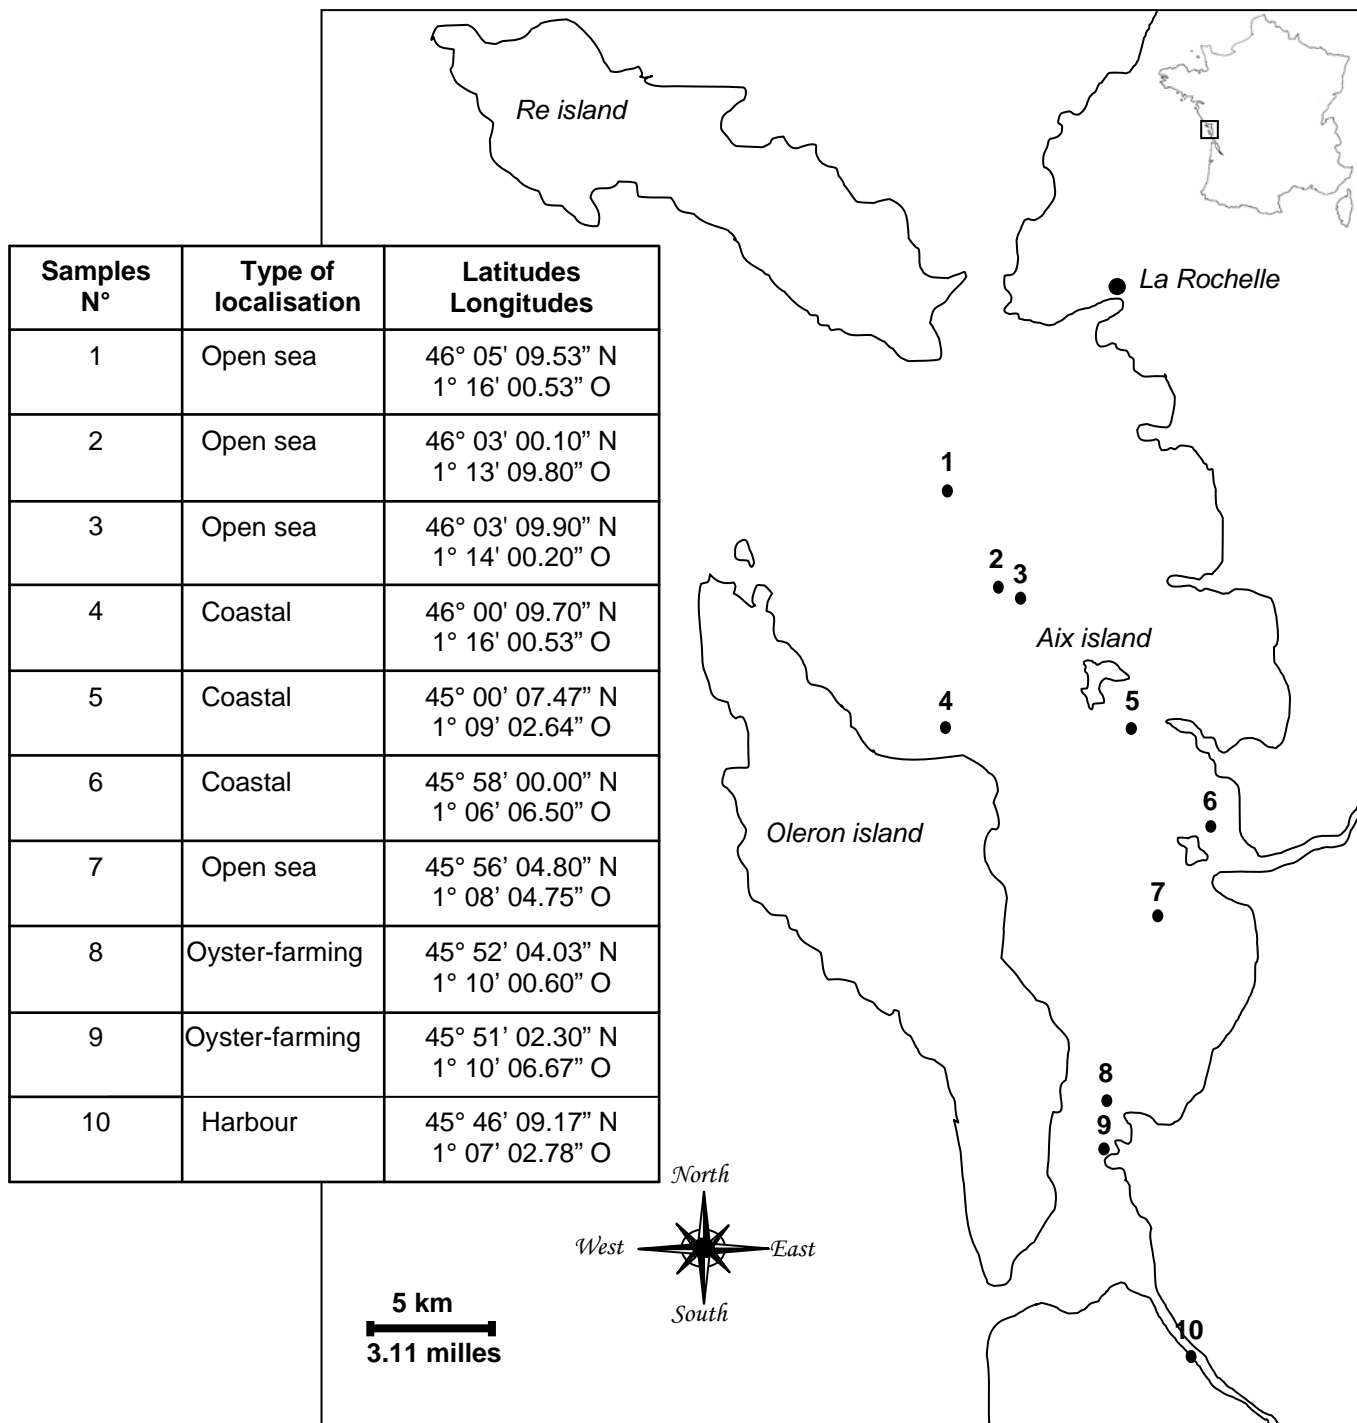 Re island
La Rochelle
Samples N° Type of localisation Latitudes Longitudes
1 Open sea 46° 05' 09.53” N
1° 16' 00.53” O
2 Open sea 46° 03' 00.10” N
1° 13' 09.80” O
3 Open sea 46° 03' 09.90” N
1° 14' 00.20” O
4 Coastal 46° 00' 09.70” N
1° 16' 00.53” O
5 Coastal 45° 00' 07.47” N
1° 09' 02.64” O
6 Coastal 45° 58’ 00.00” N
1° 06’ 06.50” O
7 Open sea 45° 56’ 04.80” N
1° 08’ 04.75” O
8 Oyster-farming 45° 52’ 04.03” N
1° 10’ 00.60” O
9 Oyster-farming 45° 51’ 02.30” N
1° 10’ 06.67” O
10 Harbour 45° 46’ 09.17” N
1° 07’ 02.78” O
1
2
3
Aix island
4
5
6
Oleron island
7
8
9
10
North
West
East
South
5 km
3.11 milles